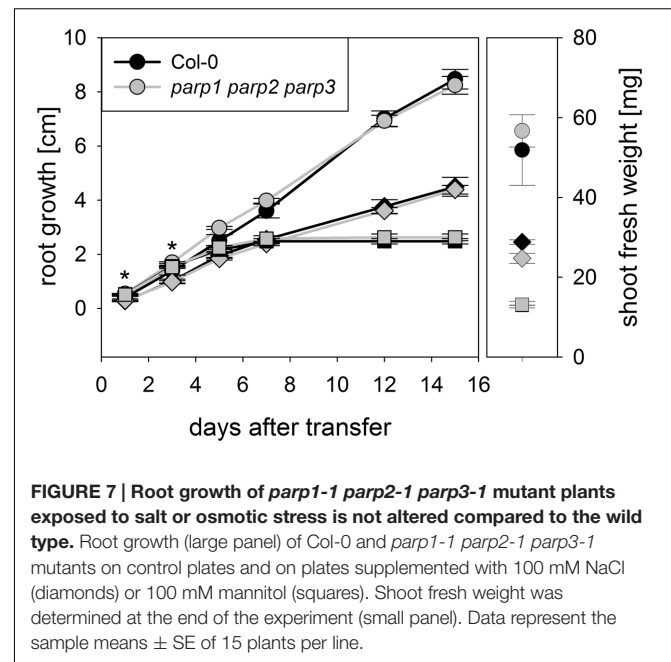 10
8
6
4
2
0
root growth [cm]
Col-0
parp1 parp2 parp3
*
*
0 2 4 6 8 10 12 14 16
days after transfer
80
60
40
20
0
shoot fresh weight [mg]
FIGURE 7 | Root growth of parp1-1 parp2-1 parp3-1 mutant plants
exposed to salt or osmotic stress is not altered compared to the wild
type. Root growth (large panel) of Col-0 and parp1-1 parp2-1 parp3-1
mutants on control plates and on plates supplemented with 100 mM NaCl
(diamonds) or 100 mM mannitol (squares). Shoot fresh weight was
determined at the end of the experiment (small panel). Data represent the
sample means ± SE of 15 plants per line.